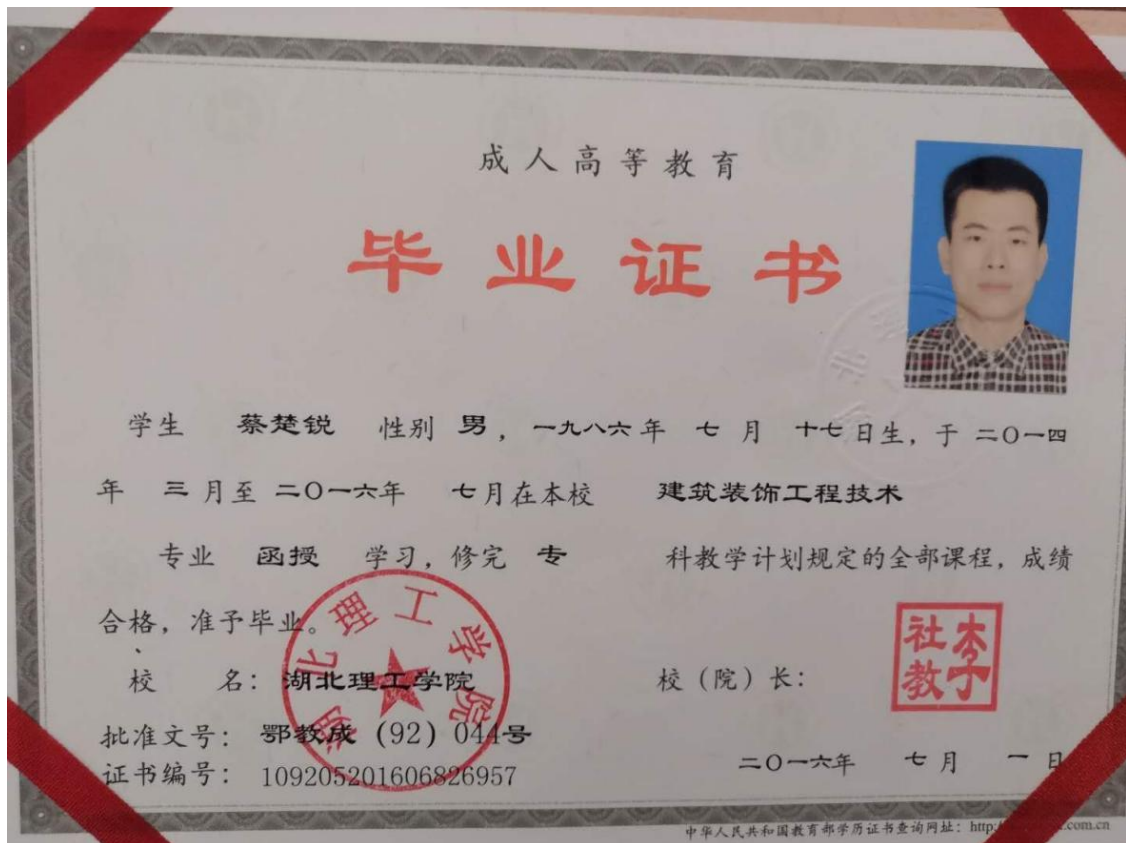 成人高等教育
毕业证书
学生 蔡楚锐 性别 男，一九八六年 七 月 十七日生，于 二〇一四
年 三月至 二〇一六年 七月在本校 建筑装饰工程技术
专业 函授 学习，修完 专 科教学计划规定的全部课程，成绩
合格，准予毕业。
校 名：湖北理工学院 校（院）长：
湖北理工学院
李社教
批准文号：鄂教成（92）044号
证书编号：109205201606826957 二〇一六年 七月 一日
中华人民共和国教育部学历证书查询网址：http: .com.cn